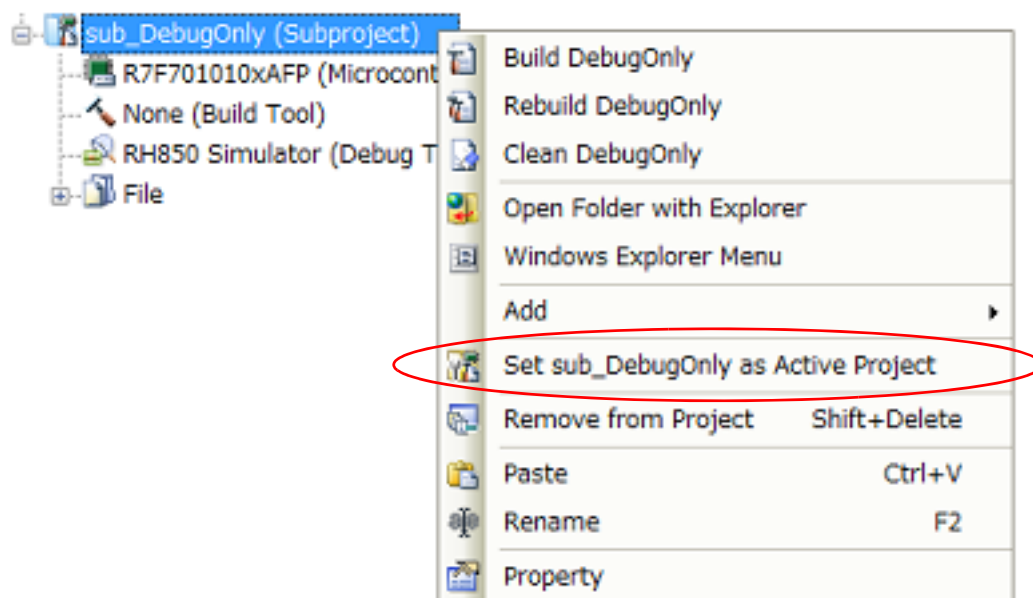 sub_DebugOnly (Subproject)
R7F701010xAFP (Microcont
None (Build Tool)
RH850 Simulator (Debug T
File
Build DebugOnly
Rebuild DebugOnly
Clean DebugOnly
Open Folder with Explorer
Windows Explorer Menu
Add
Set sub_DebugOnly as Active Project
Remove from Project Shift+Delete
Paste Ctrl+V
Rename F2
Property